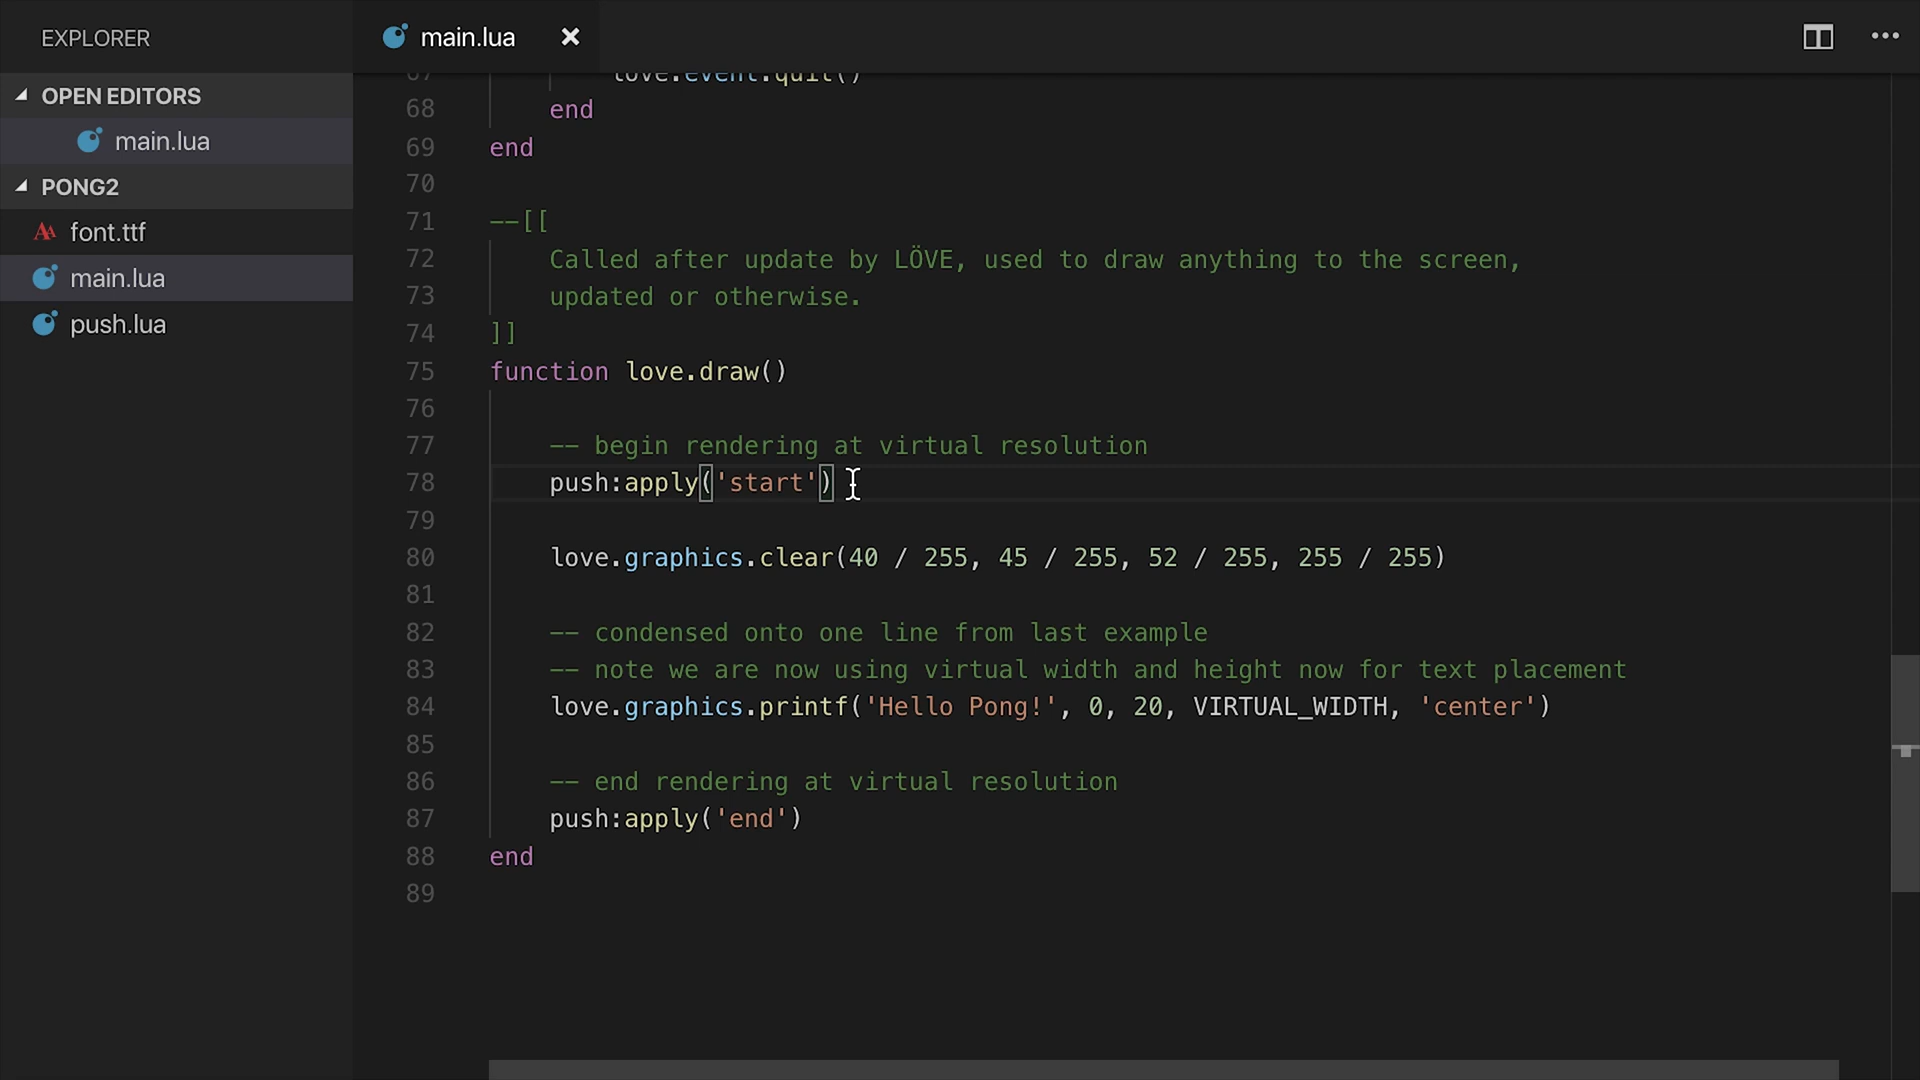 EXPLORER
main.lua
OPEN EDITORS
main.lua
PONG2
font.ttf
main.lua
push.lua
67 love.event.quit()
68 end
69 end
70
71 --[[
72 Called after update by LÖVE, used to draw anything to the screen,
73 updated or otherwise.
74 ]]
75 function love.draw()
76
77 -- begin rendering at virtual resolution
78 push:apply('start')
79
80 love.graphics.clear(40 / 255, 45 / 255, 52 / 255, 255 / 255)
81
82 -- condensed onto one line from last example
83 -- note we are now using virtual width and height now for text placement
84 love.graphics.printf('Hello Pong!', 0, 20, VIRTUAL_WIDTH, 'center')
85
86 -- end rendering at virtual resolution
87 push:apply('end')
88 end
89